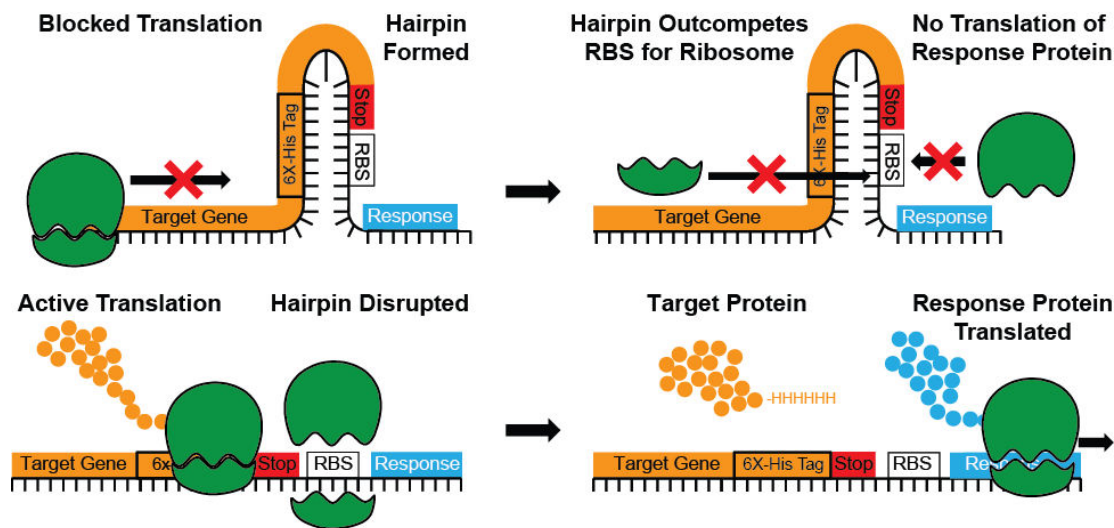 Blocked Translation
Hairpin
Formed
Hairpin Outcompetes
RBS for Ribosome
No Translation of
Response Protein
6X-His Tag
Stop
RBS
Target Gene
Response
6X-His Tag
Stop
RBS
Target Gene
Response
Active Translation
Hairpin Disrupted
Target Protein
Response Protein
Translated
-HHHHHH
Target Gene
6x-
Stop
RBS
Response
Target Gene
6X-His Tag
Stop
RBS